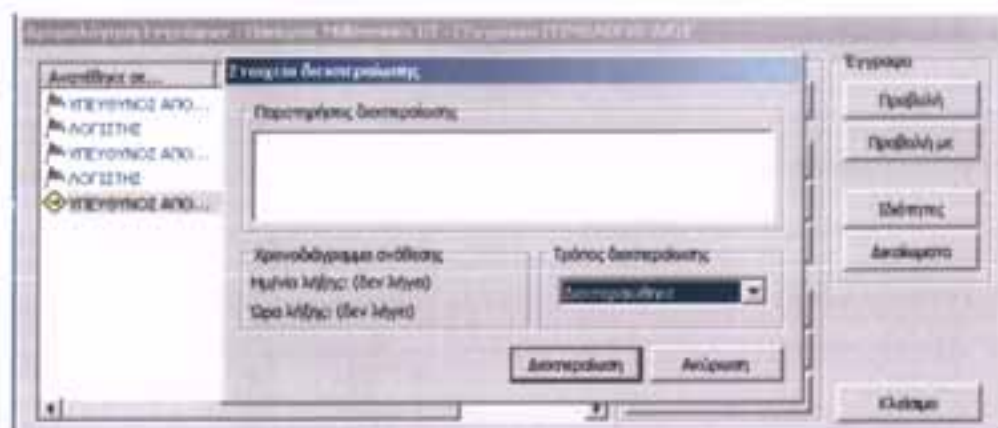 Ανατέθηκε σε...
ΥΠΕΥΘΥΝΟΣ ΑΠΟ...
ΛΟΓΙΣΤΗΣ
ΥΠΕΥΘΥΝΟΣ ΑΠΟ...
ΛΟΓΙΣΤΗΣ
ΥΠΕΥΘΥΝΟΣ ΑΠΟ...
Στοιχεία διεκπεραίωσης
Παρατηρήσεις διεκπεραίωσης
Χρονοδιάγραμμα ανάθεσης
Ημ/νία λήξης: (δεν λήγει)
Ώρα λήξης: (δεν λήγει)
Τρόπος διεκπεραίωσης
Διεκπεραιώθηκε
Διεκπεραίωση
Ακύρωση
Έγγραφο
Προβολή
Προβολή με
Ιδιότητες
Δικαιώματα
Κλείσιμο